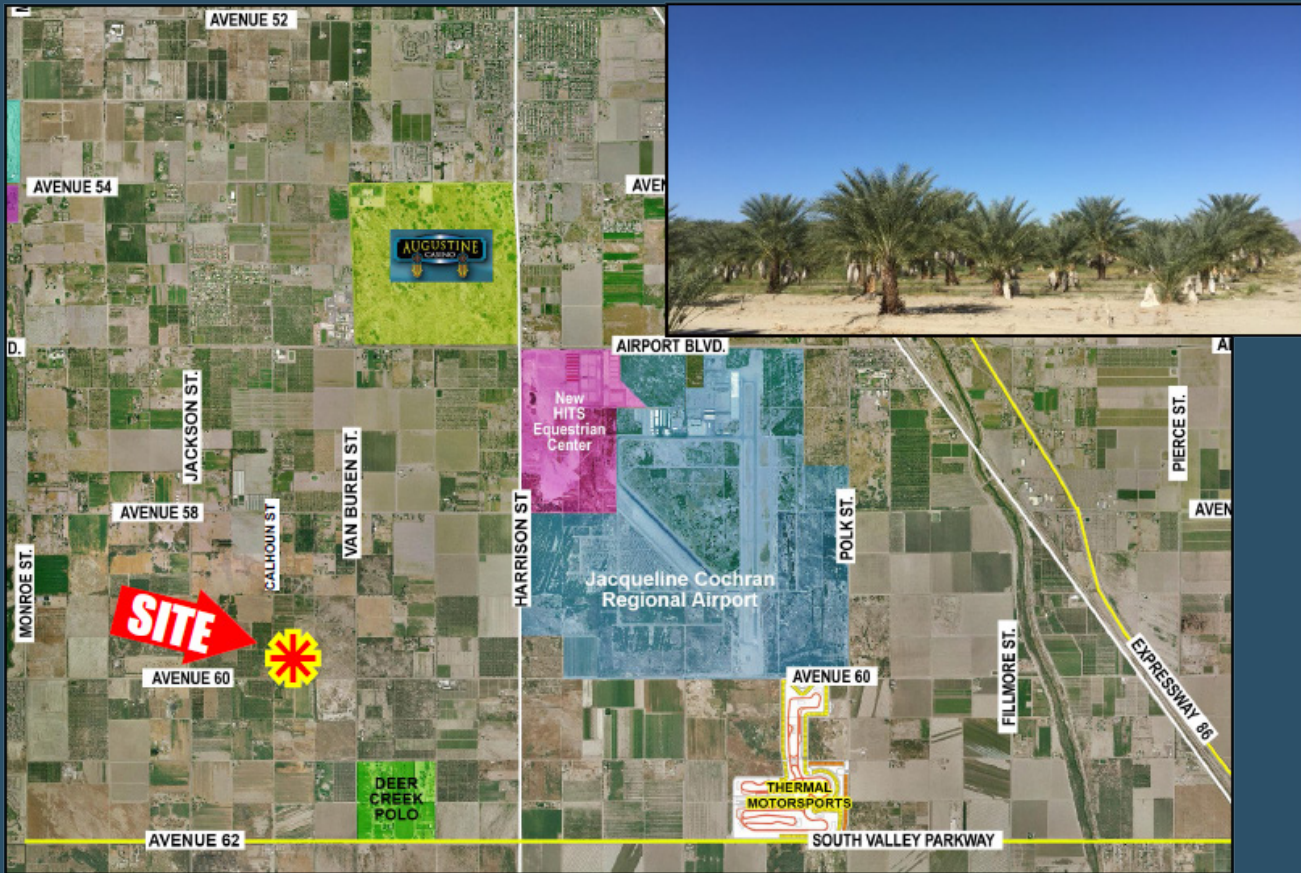 AVENUE 52
AVENUE 54
AVEN
AUGUSTINE
CASINO
D.
AIRPORT BLVD.
JACKSON ST.
VAN BUREN ST.
New
HITS
Equestrian
Center
PIERCE ST.
AVENUE 58
CALHOUN ST
HARRISON ST
POLK ST.
AVEN
MONROE ST.
Jacqueline Cochran
Regional Airport
SITE
AVENUE 60
AVENUE 60
FILLMORE ST.
EXPRESSWAY 86
DEER
CREEK
POLO
THERMAL
MOTORSPORTS
AVENUE 62
SOUTH VALLEY PARKWAY